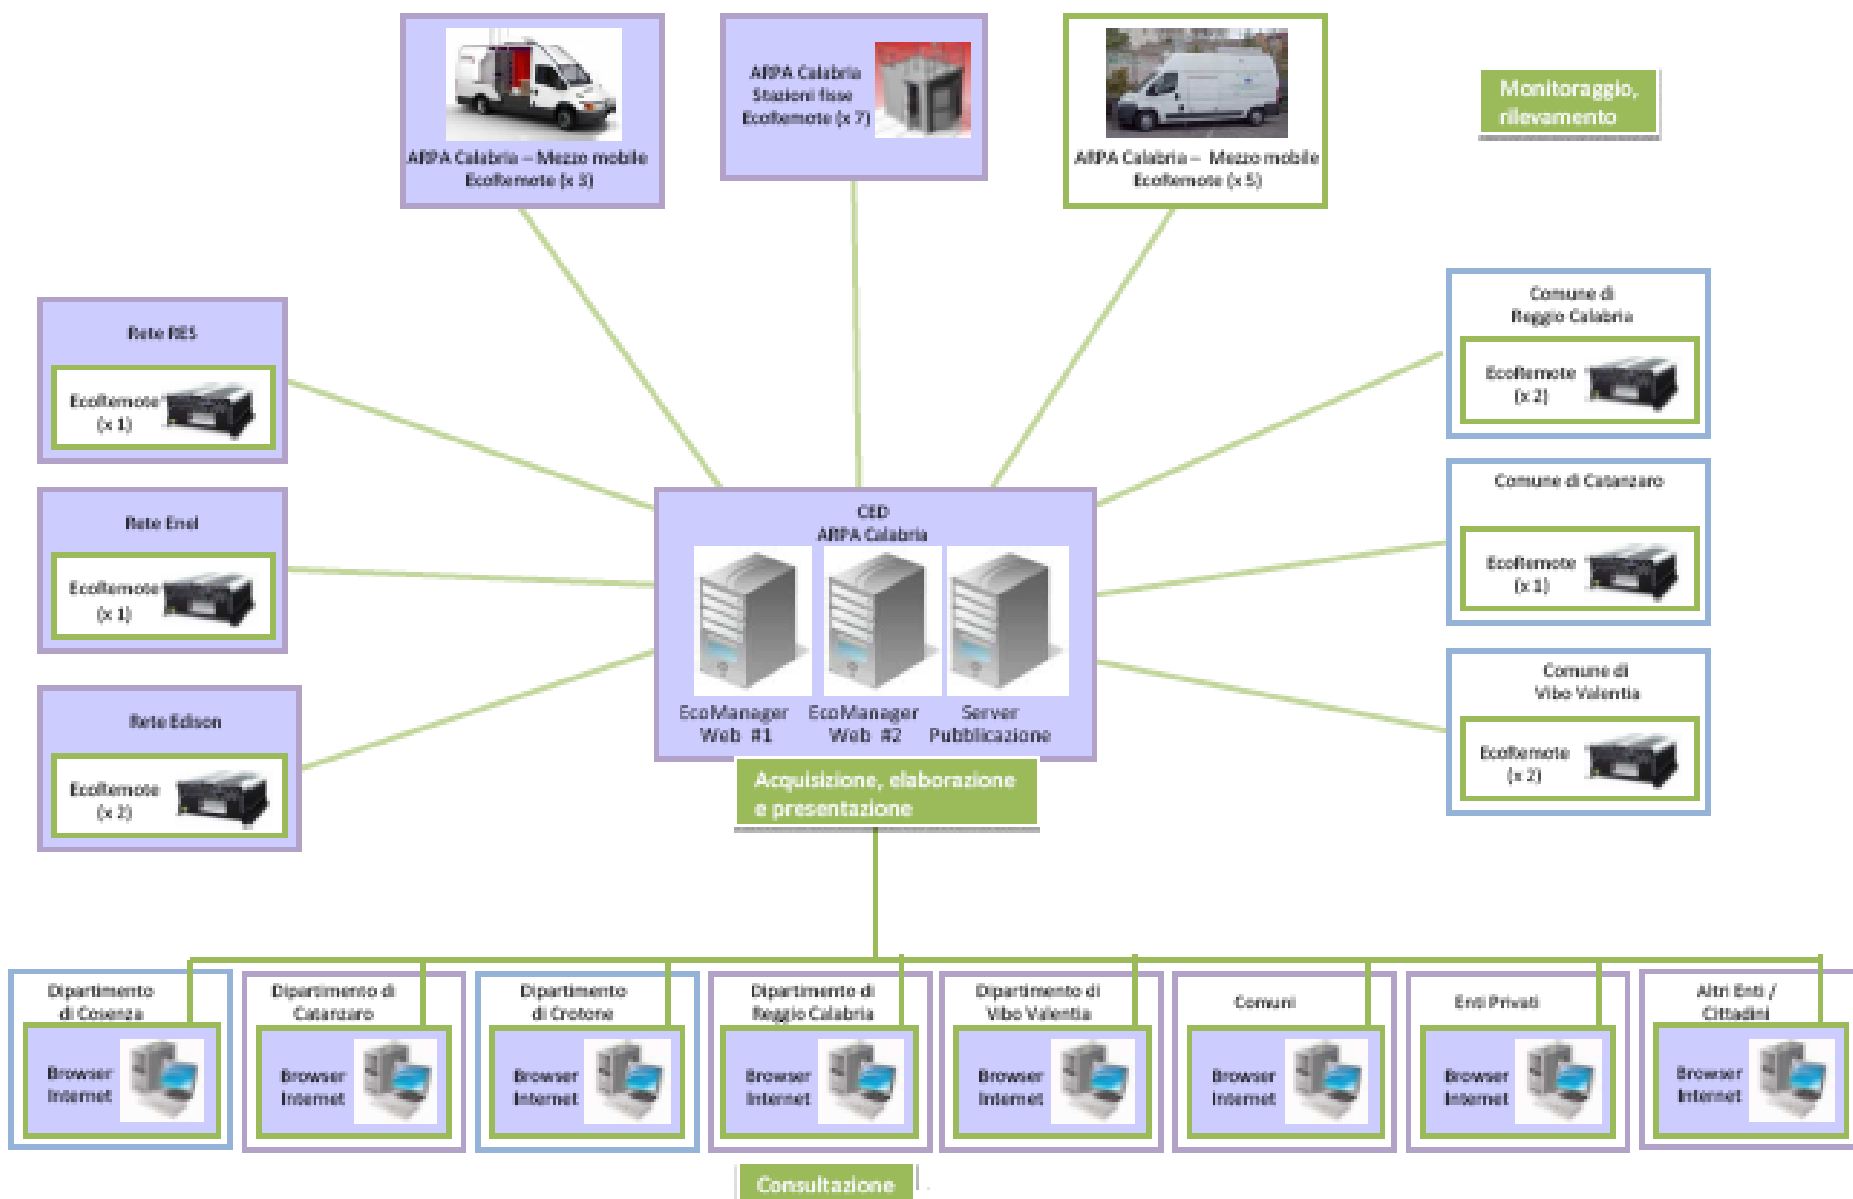 ARPA Calabria – Mezzo mobile
EcoRemote (x 3)
ARPA Calabria
Stazioni fisse
EcoRemote (x 7)
ARPA Calabria – Mezzo mobile
EcoRemote (x 5)
Monitoraggio,
rilevamento
Rete RES
EcoRemote
(x 1)
Rete Enel
EcoRemote
(x 1)
Rete Edison
EcoRemote
(x 2)
CED
ARPA Calabria
EcoManager
Web #1
EcoManager
Web #2
Server
Pubblicazione
Acquisizione, elaborazione
e presentazione
Comune di
Reggio Calabria
EcoRemote
(x 2)
Comune di Catanzaro
EcoRemote
(x 1)
Comune di
Vibo Valentia
EcoRemote
(x 2)
Dipartimento
di Cosenza
Browser
Internet
Dipartimento di
Catanzaro
Browser
Internet
Dipartimento
di Crotone
Browser
Internet
Dipartimento di
Reggio Calabria
Browser
Internet
Dipartimento di
Vibo Valentia
Browser
Internet
Comuni
Browser
Internet
Enti Privati
Browser
Internet
Altri Enti /
Cittadini
Browser
Internet
Consultazione